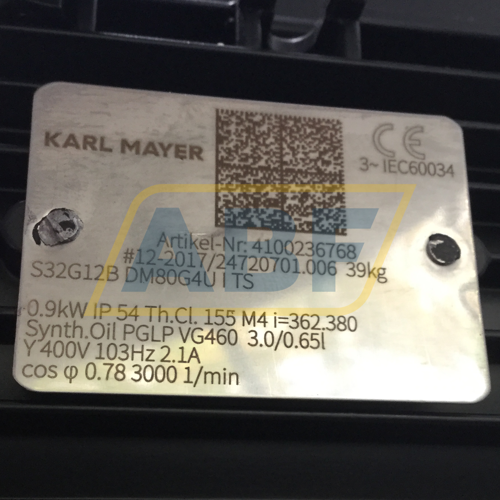 KARL MAYER
CE
3~ IEC60034
Artikel-Nr: 4100236768
#12-2017/24720701.006 39kg
S32G12B DM80G4U I TS
0.9kW IP 54 Th.Cl. 155 M4 i=362.380
Synth.Oil PGLP VG460 3.0/0.65l
Y 400V 103Hz 2.1A
cos φ 0.78 3000 1/min
ABF